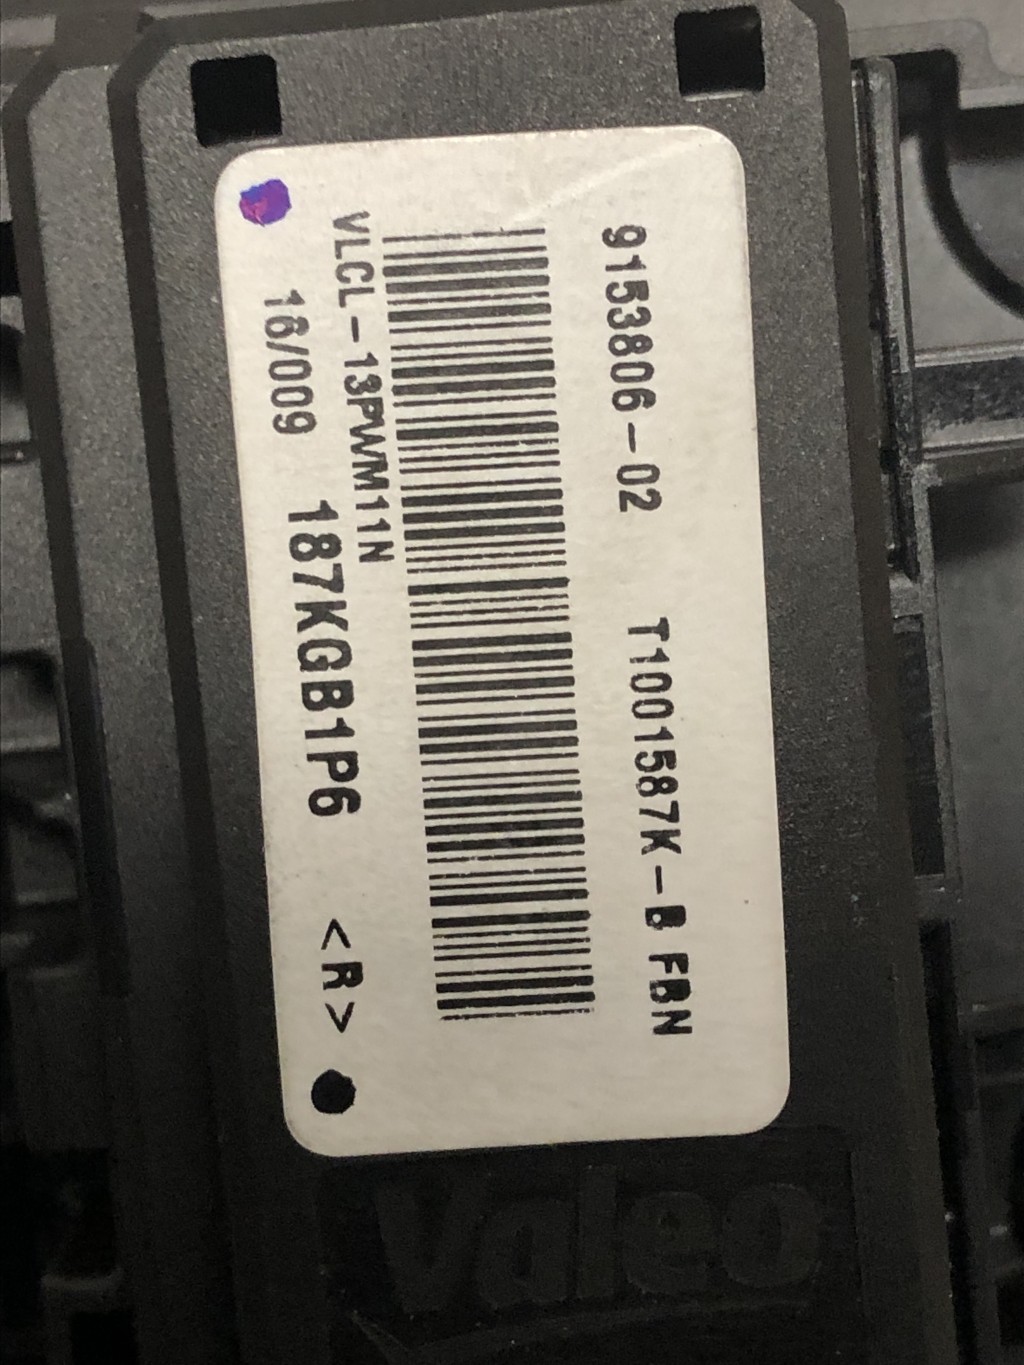 9153806-02 T1001587K-B FBN
VLCL-13PWM11N
16/009 187KGB1P6 <R>
Valeo